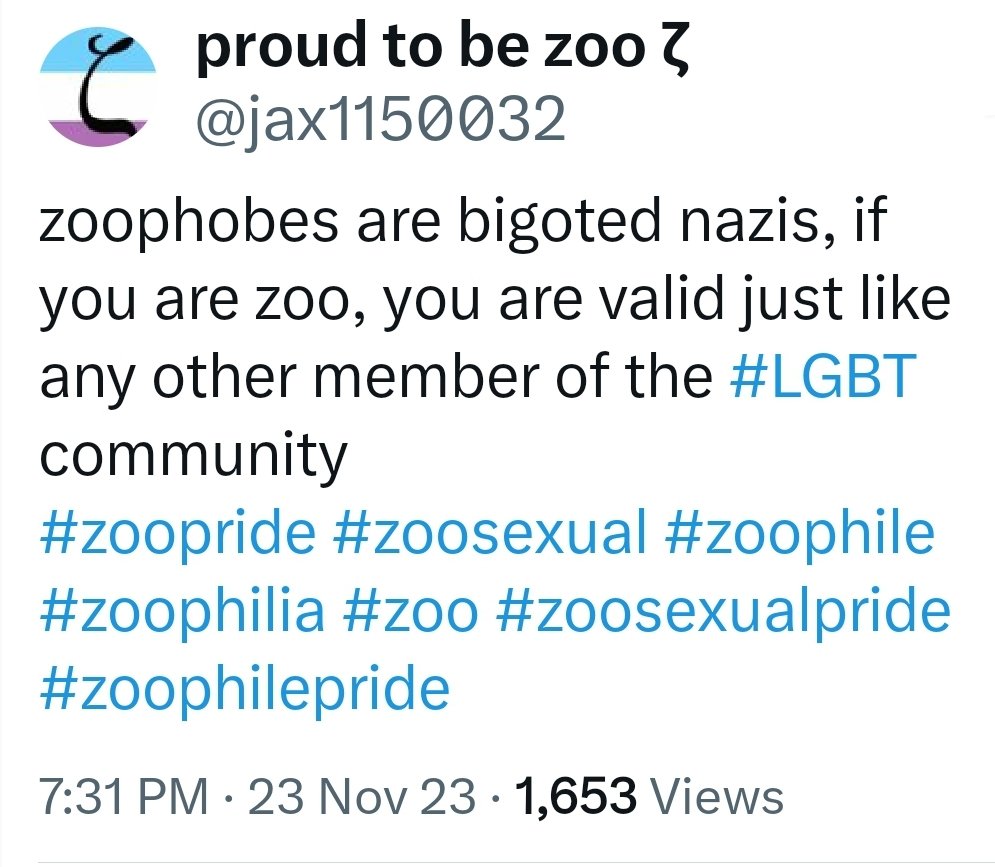 proud to be zoo ζ
@jax1150032
zoophobes are bigoted nazis, if
you are zoo, you are valid just like
any other member of the #LGBT
community
#zoopride #zoosexual #zoophile
#zoophilia #zoo #zoosexualpride
#zoophilepride
7:31 PM · 23 Nov 23 · 1,653 Views